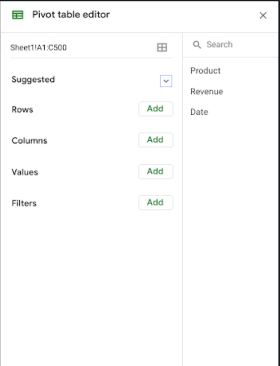 Pivot table editor
Sheet1!A1:C500
Search
Suggested
Product
Revenue
Rows Add
Date
Columns Add
Values Add
Filters Add